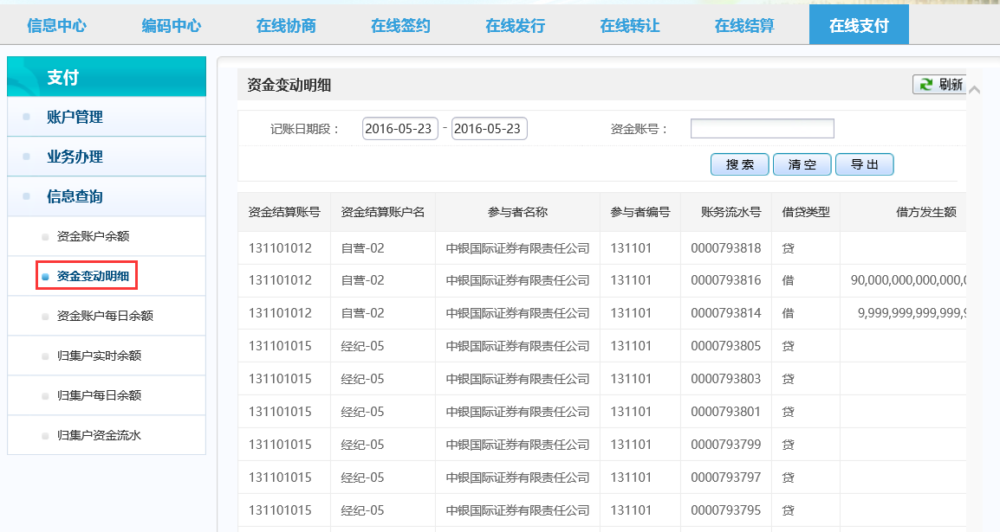 信息中心 编码中心 在线协商 在线签约 在线发行 在线转让 在线结算 在线支付
支付
账户管理
业务办理
信息查询
资金账户余额
资金变动明细
资金账户每日余额
归集户实时余额
归集户每日余额
归集户资金流水
资金变动明细 刷新
记账日期段： 2016-05-23 - 2016-05-23 资金账号：
搜 索 清 空 导 出
资金结算账号 资金结算账户名 参与者名称 参与者编号 账务流水号 借贷类型 借方发生额
131101012 自营-02 中银国际证券有限责任公司 131101 0000793818 贷
131101012 自营-02 中银国际证券有限责任公司 131101 0000793816 借 90,000,000,000,000,
131101012 自营-02 中银国际证券有限责任公司 131101 0000793814 借 9,999,999,999,999,
131101015 经纪-05 中银国际证券有限责任公司 131101 0000793805 贷
131101015 经纪-05 中银国际证券有限责任公司 131101 0000793803 贷
131101015 经纪-05 中银国际证券有限责任公司 131101 0000793801 贷
131101015 经纪-05 中银国际证券有限责任公司 131101 0000793799 贷
131101015 经纪-05 中银国际证券有限责任公司 131101 0000793797 贷
131101015 经纪-05 中银国际证券有限责任公司 131101 0000793795 贷